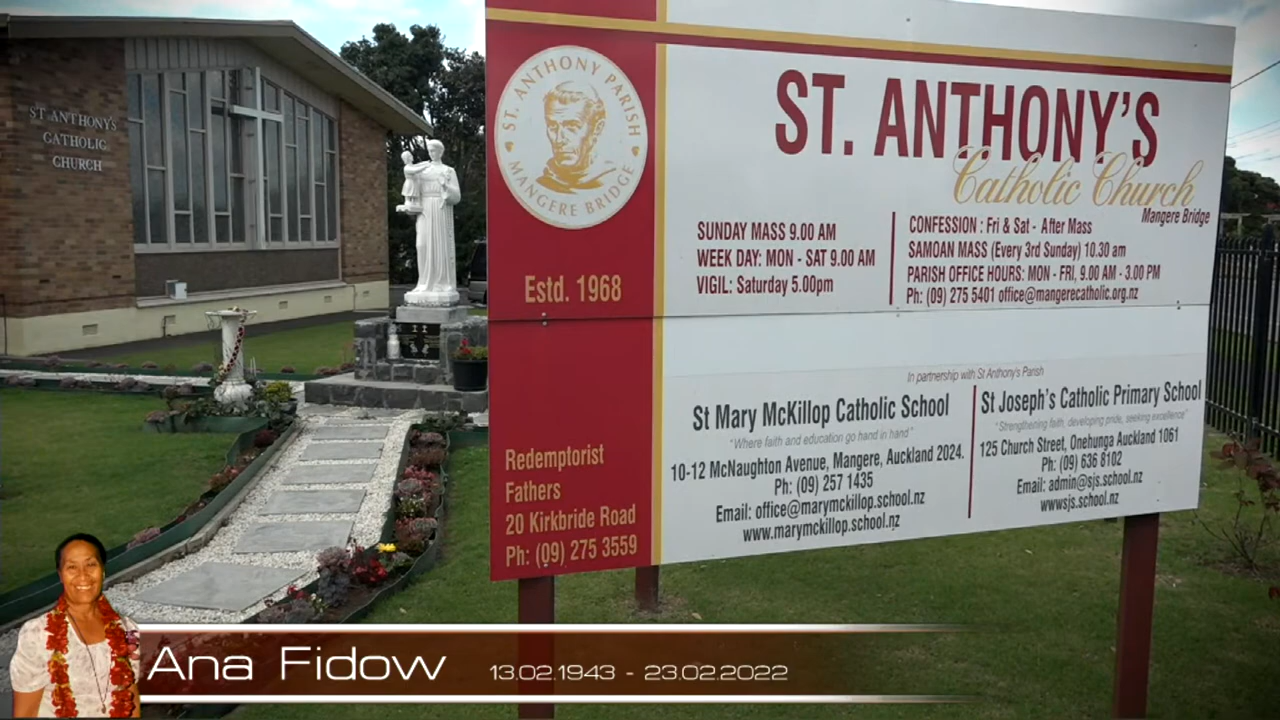 ST. ANTHONY'S
CATHOLIC
CHURCH
ST. ANTHONY PARISH
MANGERE BRIDGE
Estd. 1968
Redemptorist
Fathers
20 Kirkbride Road
Ph: (09) 275 3559
ST. ANTHONY'S
Catholic Church
Mangere Bridge
SUNDAY MASS 9.00 AM
WEEK DAY: MON - SAT 9.00 AM
VIGIL: Saturday 5.00pm
CONFESSION : Fri & Sat - After Mass
SAMOAN MASS (Every 3rd Sunday) 10.30 am
PARISH OFFICE HOURS: MON - FRI, 9.00 AM - 3.00 PM
Ph: (09) 275 5401 office@mangerecatholic.org.nz
In partnership with St Anthony's Parish
St Mary McKillop Catholic School
"Where faith and education go hand in hand"
10-12 McNaughton Avenue, Mangere, Auckland 2024.
Ph: (09) 257 1435
Email: office@marymckillop.school.nz
www.marymckillop.school.nz
St Joseph's Catholic Primary School
"Strengthening faith, developing pride, seeking excellence"
125 Church Street, Onehunga Auckland 1061
Ph: (09) 636 8102
Email: admin@sjs.school.nz
wwwsjs.school.nz
Ana Fidow 13.02.1943 - 23.02.2022